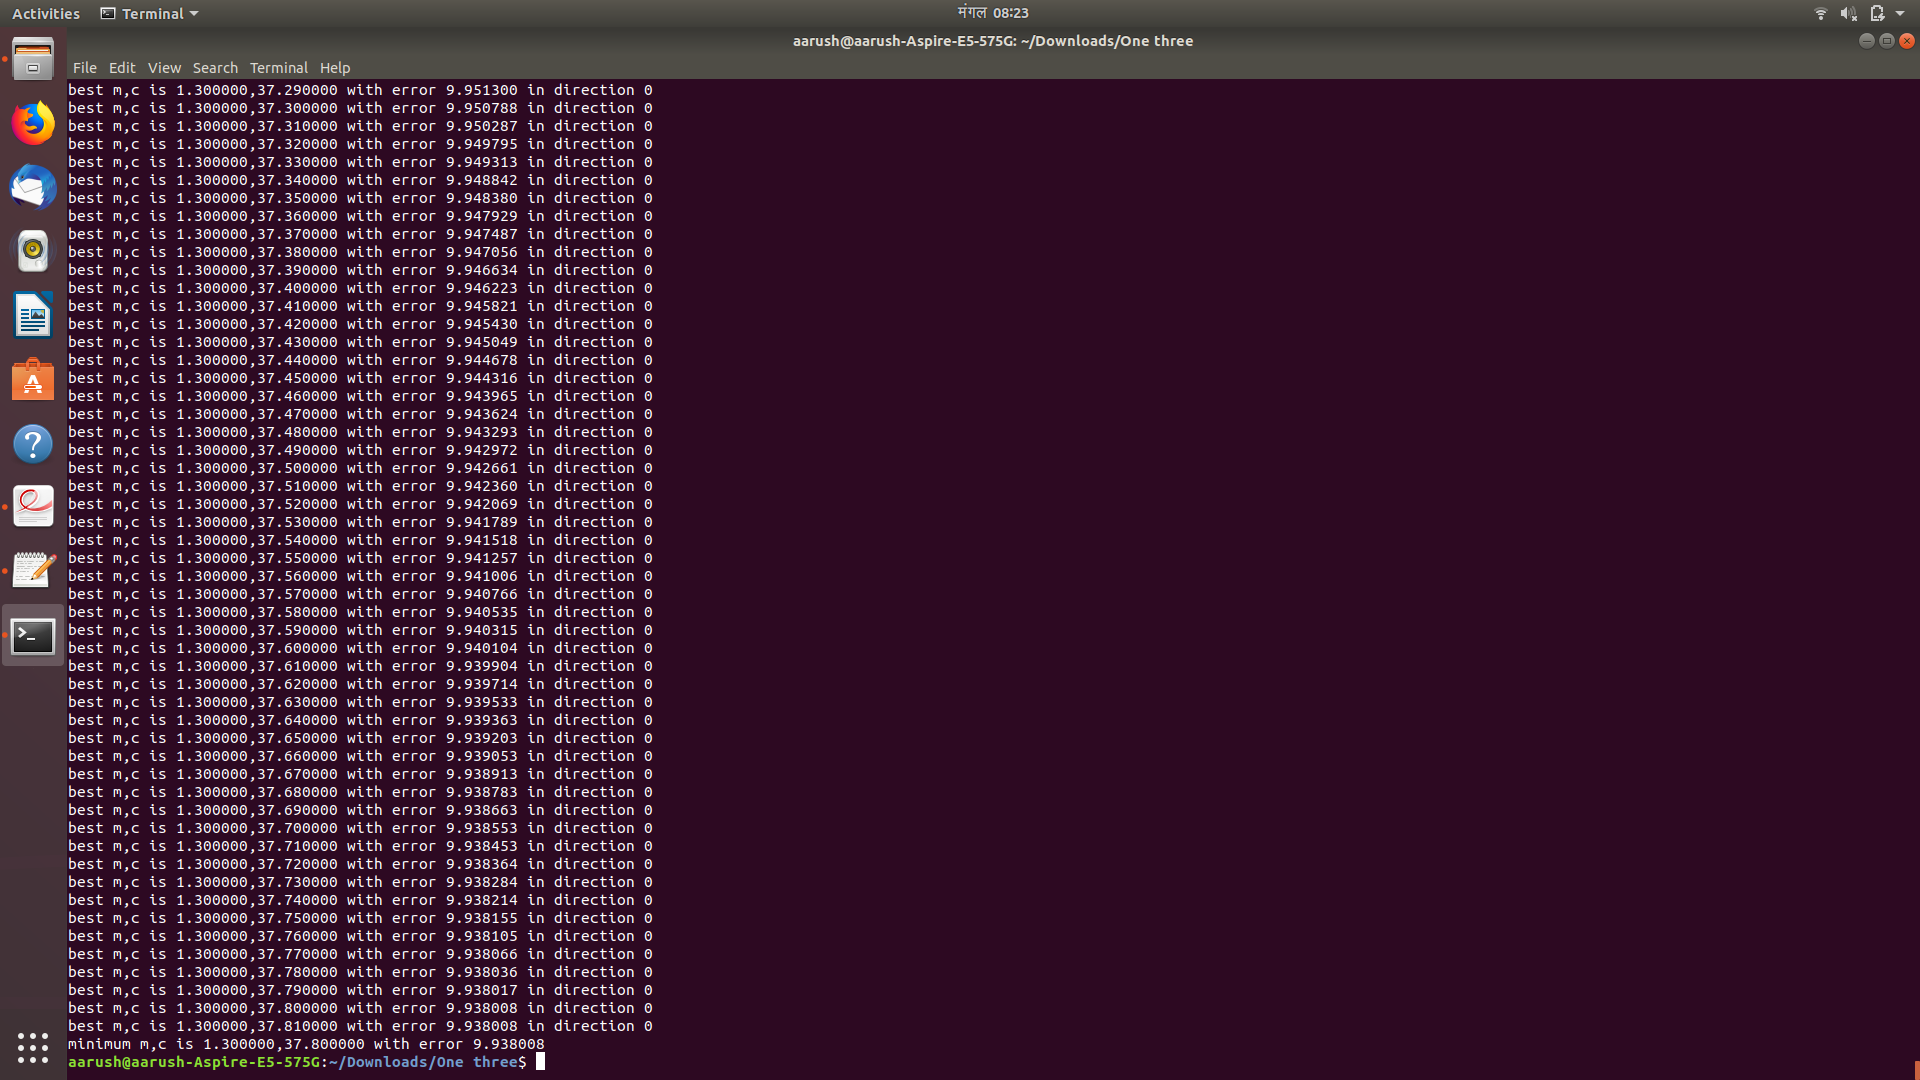 Activities Terminal मंगल 08:23
aarush@aarush-Aspire-E5-575G: ~/Downloads/One three
File Edit View Search Terminal Help
best m,c is 1.300000,37.290000 with error 9.951300 in direction 0
best m,c is 1.300000,37.300000 with error 9.950788 in direction 0
best m,c is 1.300000,37.310000 with error 9.950287 in direction 0
best m,c is 1.300000,37.320000 with error 9.949795 in direction 0
best m,c is 1.300000,37.330000 with error 9.949313 in direction 0
best m,c is 1.300000,37.340000 with error 9.948842 in direction 0
best m,c is 1.300000,37.350000 with error 9.948380 in direction 0
best m,c is 1.300000,37.360000 with error 9.947929 in direction 0
best m,c is 1.300000,37.370000 with error 9.947487 in direction 0
best m,c is 1.300000,37.380000 with error 9.947056 in direction 0
best m,c is 1.300000,37.390000 with error 9.946634 in direction 0
best m,c is 1.300000,37.400000 with error 9.946223 in direction 0
best m,c is 1.300000,37.410000 with error 9.945821 in direction 0
best m,c is 1.300000,37.420000 with error 9.945430 in direction 0
best m,c is 1.300000,37.430000 with error 9.945049 in direction 0
best m,c is 1.300000,37.440000 with error 9.944678 in direction 0
best m,c is 1.300000,37.450000 with error 9.944316 in direction 0
best m,c is 1.300000,37.460000 with error 9.943965 in direction 0
best m,c is 1.300000,37.470000 with error 9.943624 in direction 0
best m,c is 1.300000,37.480000 with error 9.943293 in direction 0
best m,c is 1.300000,37.490000 with error 9.942972 in direction 0
best m,c is 1.300000,37.500000 with error 9.942661 in direction 0
best m,c is 1.300000,37.510000 with error 9.942360 in direction 0
best m,c is 1.300000,37.520000 with error 9.942069 in direction 0
best m,c is 1.300000,37.530000 with error 9.941789 in direction 0
best m,c is 1.300000,37.540000 with error 9.941518 in direction 0
best m,c is 1.300000,37.550000 with error 9.941257 in direction 0
best m,c is 1.300000,37.560000 with error 9.941006 in direction 0
best m,c is 1.300000,37.570000 with error 9.940766 in direction 0
best m,c is 1.300000,37.580000 with error 9.940535 in direction 0
best m,c is 1.300000,37.590000 with error 9.940315 in direction 0
best m,c is 1.300000,37.600000 with error 9.940104 in direction 0
best m,c is 1.300000,37.610000 with error 9.939904 in direction 0
best m,c is 1.300000,37.620000 with error 9.939714 in direction 0
best m,c is 1.300000,37.630000 with error 9.939533 in direction 0
best m,c is 1.300000,37.640000 with error 9.939363 in direction 0
best m,c is 1.300000,37.650000 with error 9.939203 in direction 0
best m,c is 1.300000,37.660000 with error 9.939053 in direction 0
best m,c is 1.300000,37.670000 with error 9.938913 in direction 0
best m,c is 1.300000,37.680000 with error 9.938783 in direction 0
best m,c is 1.300000,37.690000 with error 9.938663 in direction 0
best m,c is 1.300000,37.700000 with error 9.938553 in direction 0
best m,c is 1.300000,37.710000 with error 9.938453 in direction 0
best m,c is 1.300000,37.720000 with error 9.938364 in direction 0
best m,c is 1.300000,37.730000 with error 9.938284 in direction 0
best m,c is 1.300000,37.740000 with error 9.938214 in direction 0
best m,c is 1.300000,37.750000 with error 9.938155 in direction 0
best m,c is 1.300000,37.760000 with error 9.938105 in direction 0
best m,c is 1.300000,37.770000 with error 9.938066 in direction 0
best m,c is 1.300000,37.780000 with error 9.938036 in direction 0
best m,c is 1.300000,37.790000 with error 9.938017 in direction 0
best m,c is 1.300000,37.800000 with error 9.938008 in direction 0
best m,c is 1.300000,37.810000 with error 9.938008 in direction 0
minimum m,c is 1.300000,37.800000 with error 9.938008
aarush@aarush-Aspire-E5-575G:~/Downloads/One three$